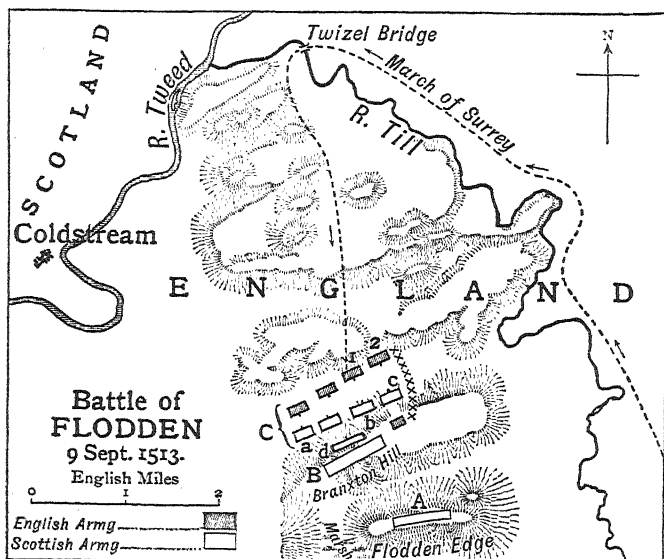 Twizel Bridge
March of Surrey
N
SCOTLAND
R. Tweed
R. Till
Coldstream
ENGLAND
1
2
C
a
b
c
d
B
Branxton Hill
A
Flodden Edge
Battle of
FLODDEN
9 Sept. 1513.
English Miles
0 1 2
English Army
Scottish Army